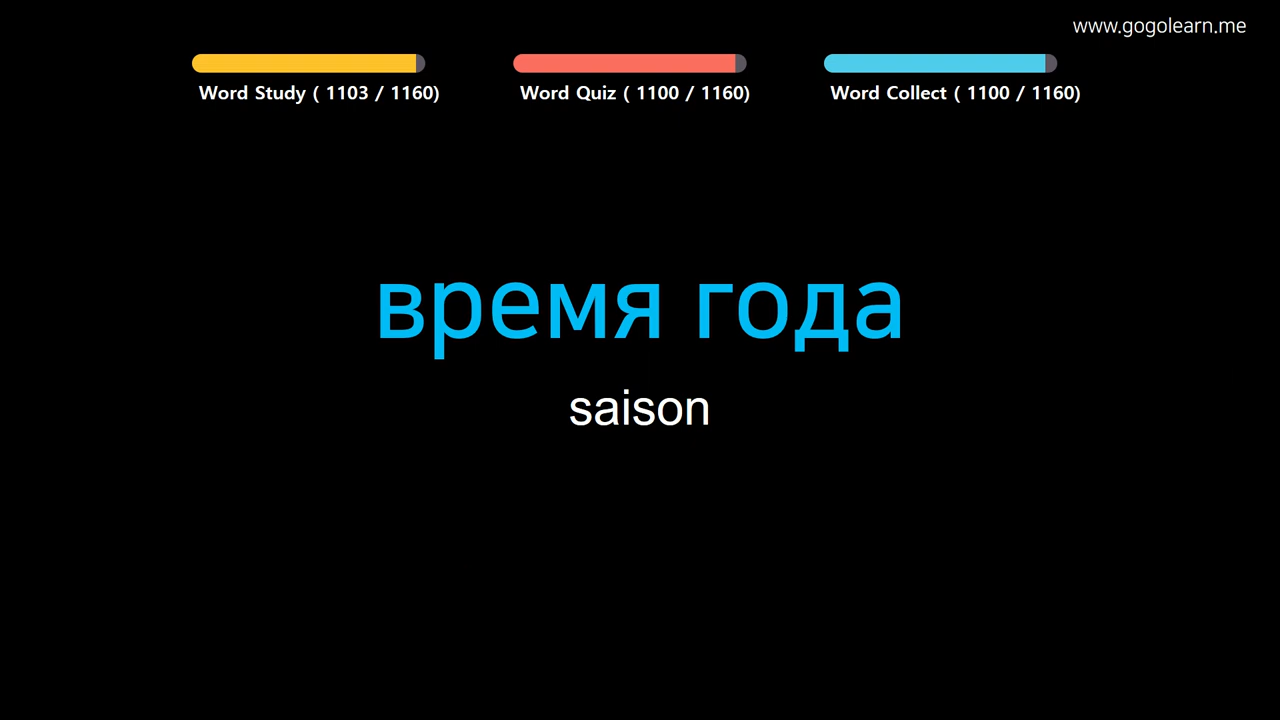 www.gogolearn.me
Word Study ( 1103 / 1160)
Word Quiz ( 1100 / 1160)
Word Collect ( 1100 / 1160)
время года
saison